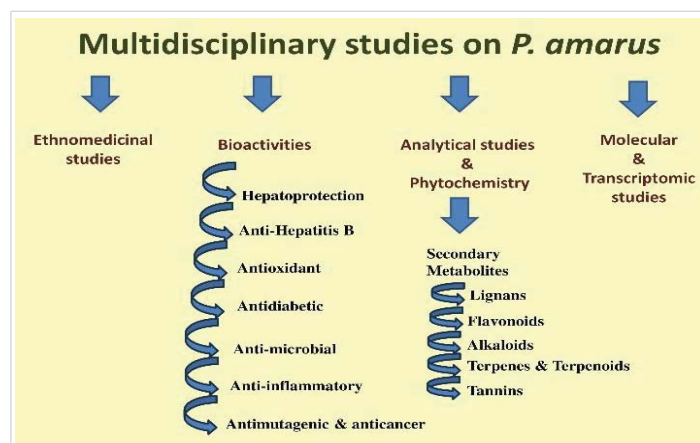 Multidisciplinary studies on P. amarus
Ethnomedicinal
studies
Bioactivities
Hepatoprotection
Anti-Hepatitis B
Antioxidant
Antidiabetic
Anti-microbial
Anti-inflammatory
Antimutagenic & anticancer
Analytical studies
&
Phytochemistry
Secondary
Metabolites
Lignans
Flavonoids
Alkaloids
Terpenes & Terpenoids
Tannins
Molecular
&
Transcriptomic
studies